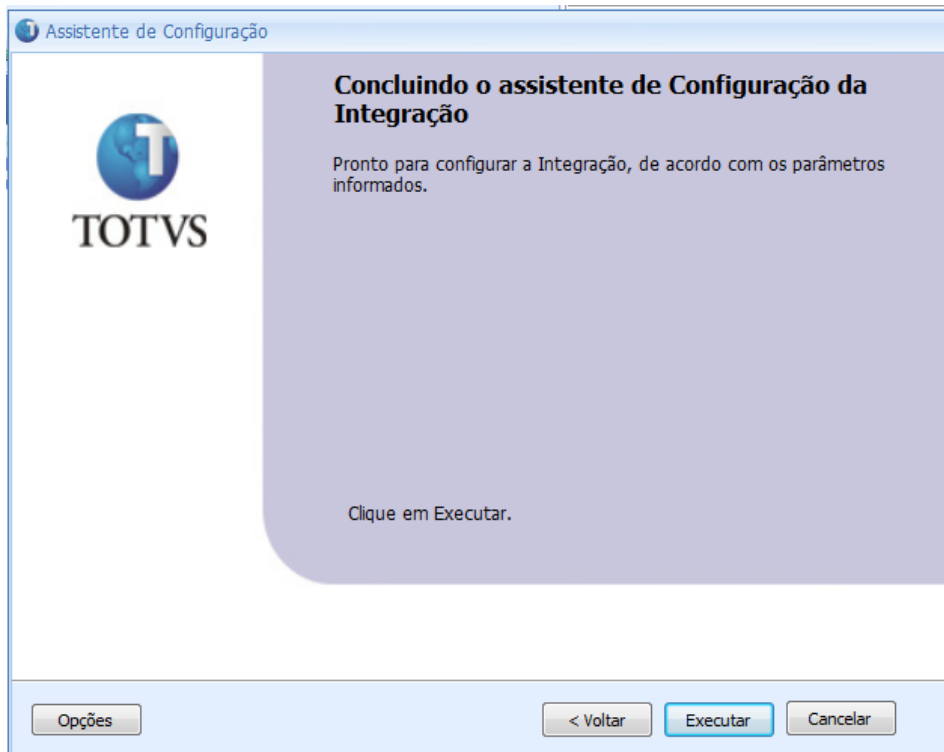 Assistente de Configuração
Concluindo o assistente de Configuração da
Integração
Pronto para configurar a Integração, de acordo com os parâmetros
informados.
T
TOTVS
Clique em Executar.
Opções
< Voltar
Executar
Cancelar